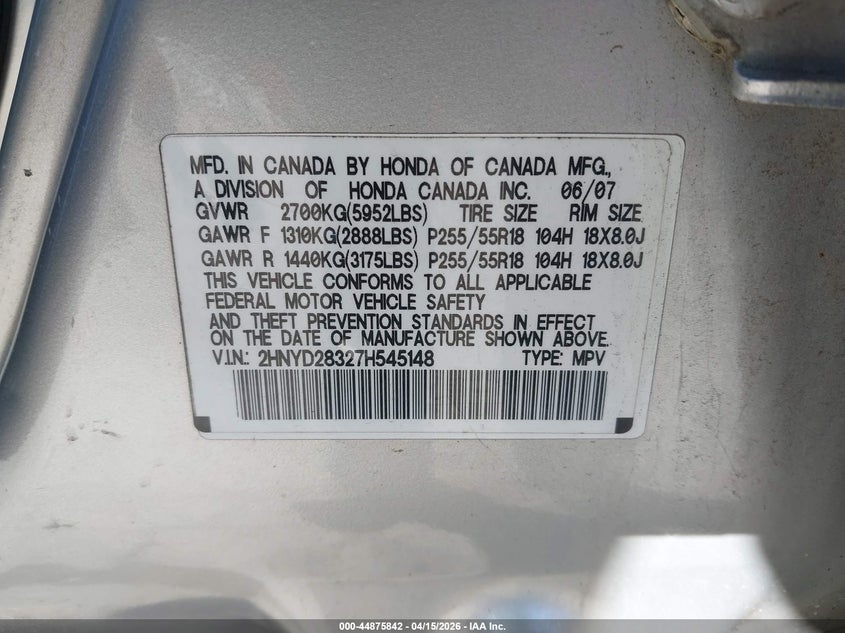 MFD. IN CANADA BY HONDA OF CANADA MFG.,
A DIVISION OF HONDA CANADA INC. 06/07
GVWR 2700KG(5952LBS) TIRE SIZE RIM SIZE
GAWR F 1310KG(2888LBS) P255/55R18 104H 18X8.0J
GAWR R 1440KG(3175LBS) P255/55R18 104H 18X8.0J
THIS VEHICLE CONFORMS TO ALL APPLICABLE
FEDERAL MOTOR VEHICLE SAFETY
AND THEFT PREVENTION STANDARDS IN EFFECT
ON THE DATE OF MANUFACTURE SHOWN ABOVE.
V.I.N.: 2HNYD28327H545148 TYPE: MPV
000-44875842 - 04/15/2026 - IAA Inc.